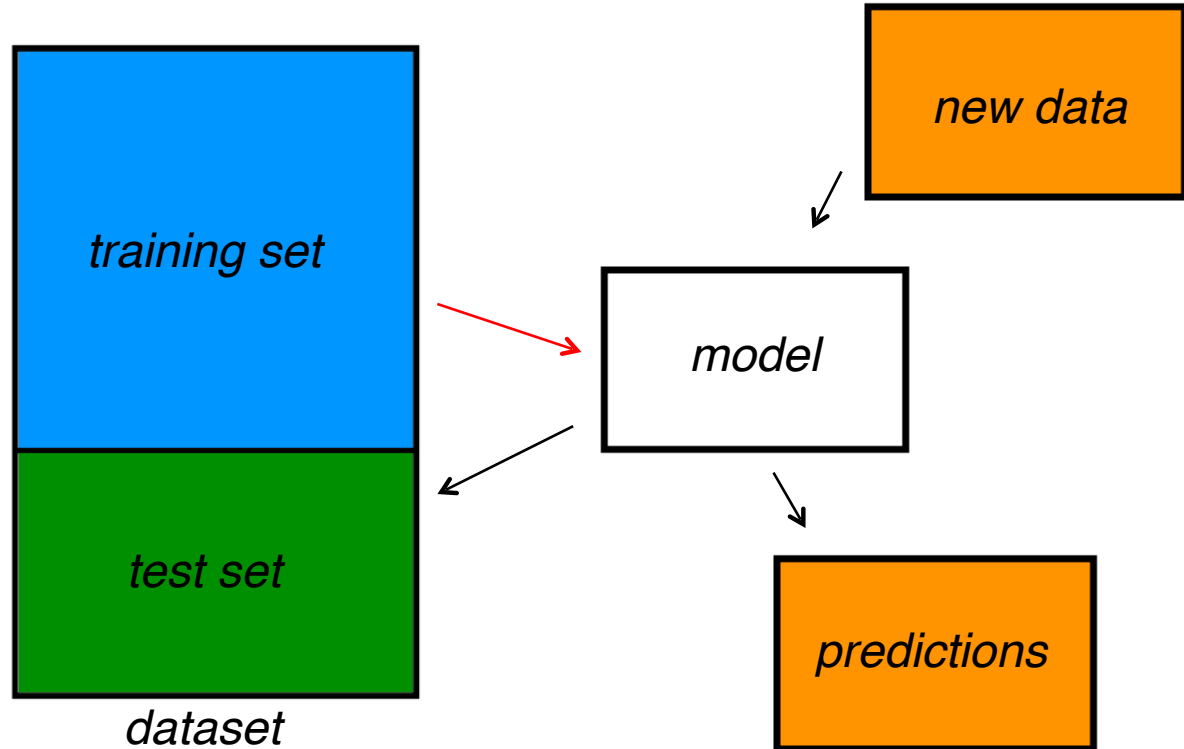 new data
training set
model
test set
predictions
dataset